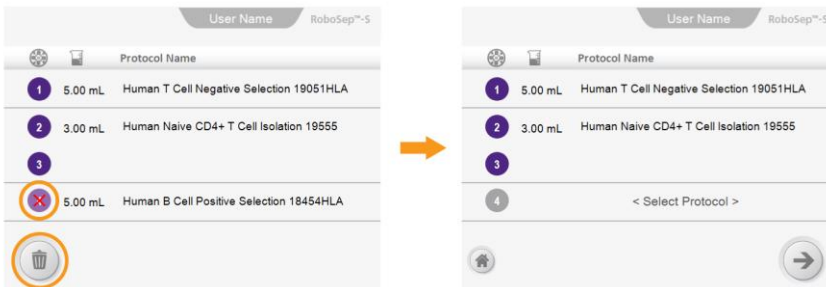 User Name RoboSep™-S
Protocol Name
1 5.00 mL Human T Cell Negative Selection 19051HLA
2 3.00 mL Human Naive CD4+ T Cell Isolation 19555
3
5.00 mL Human B Cell Positive Selection 18454HLA
User Name RoboSep™-S
Protocol Name
1 5.00 mL Human T Cell Negative Selection 19051HLA
2 3.00 mL Human Naive CD4+ T Cell Isolation 19555
3
4 < Select Protocol >